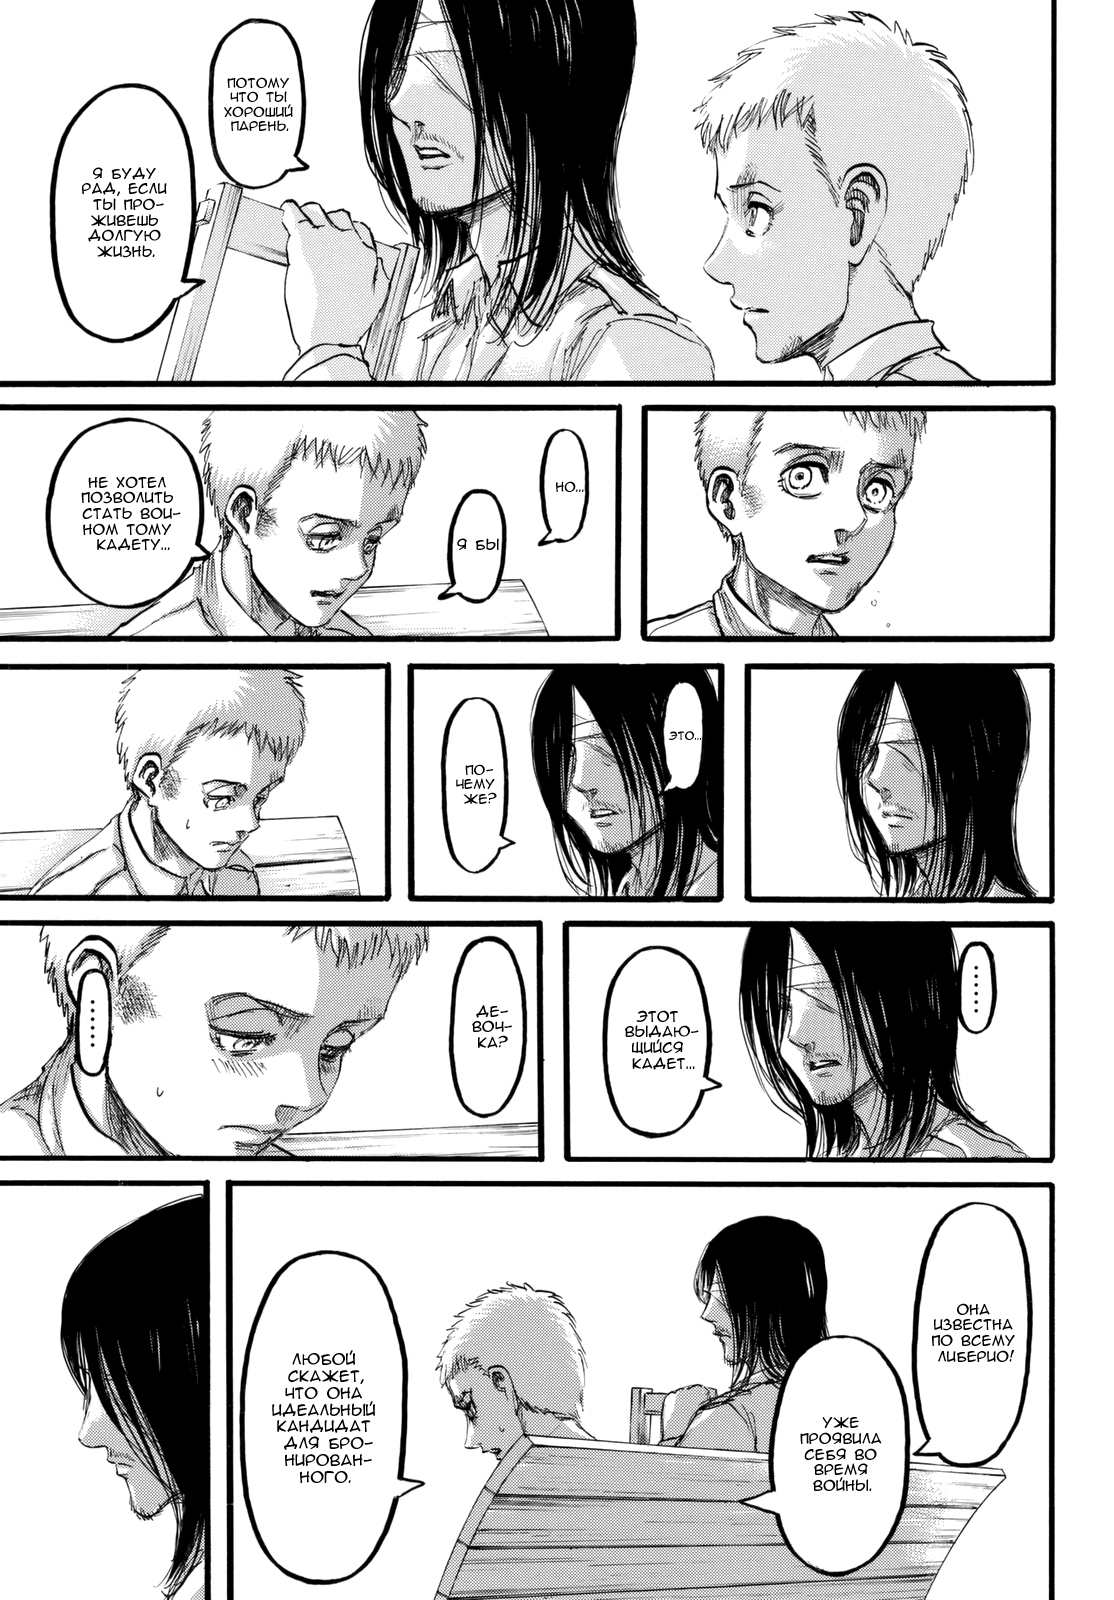 ПОТОМУ
ЧТО ТЫ
ХОРОШИЙ
ПАРЕНЬ.
Я БУДУ
РАД, ЕСЛИ
ТЫ ПРО-
ЖИВЕШЬ
ДОЛГУЮ
ЖИЗНЬ.
НО...
Я БЫ
НЕ ХОТЕЛ
ПОЗВОЛИТЬ
СТАТЬ ВОИ-
НОМ ТОМУ
КАДЕТУ...
ЭТО...
ПО-
ЧЕМУ
ЖЕ?
........
ЭТОТ
ВЫДАЮ-
ЩИЙСЯ
КАДЕТ...
ДЕ-
ВОЧ-
КА?
........
ОНА
ИЗВЕСТНА
ПО ВСЕМУ
ЛИБЕРИО!
УЖЕ
ПРОЯВИЛА
СЕБЯ ВО
ВРЕМЯ
ВОЙНЫ.
ЛЮБОЙ
СКАЖЕТ,
ЧТО ОНА
ИДЕАЛЬНЫЙ
КАНДИДАТ
ДЛЯ БРО-
НИРОВАН-
НОГО.